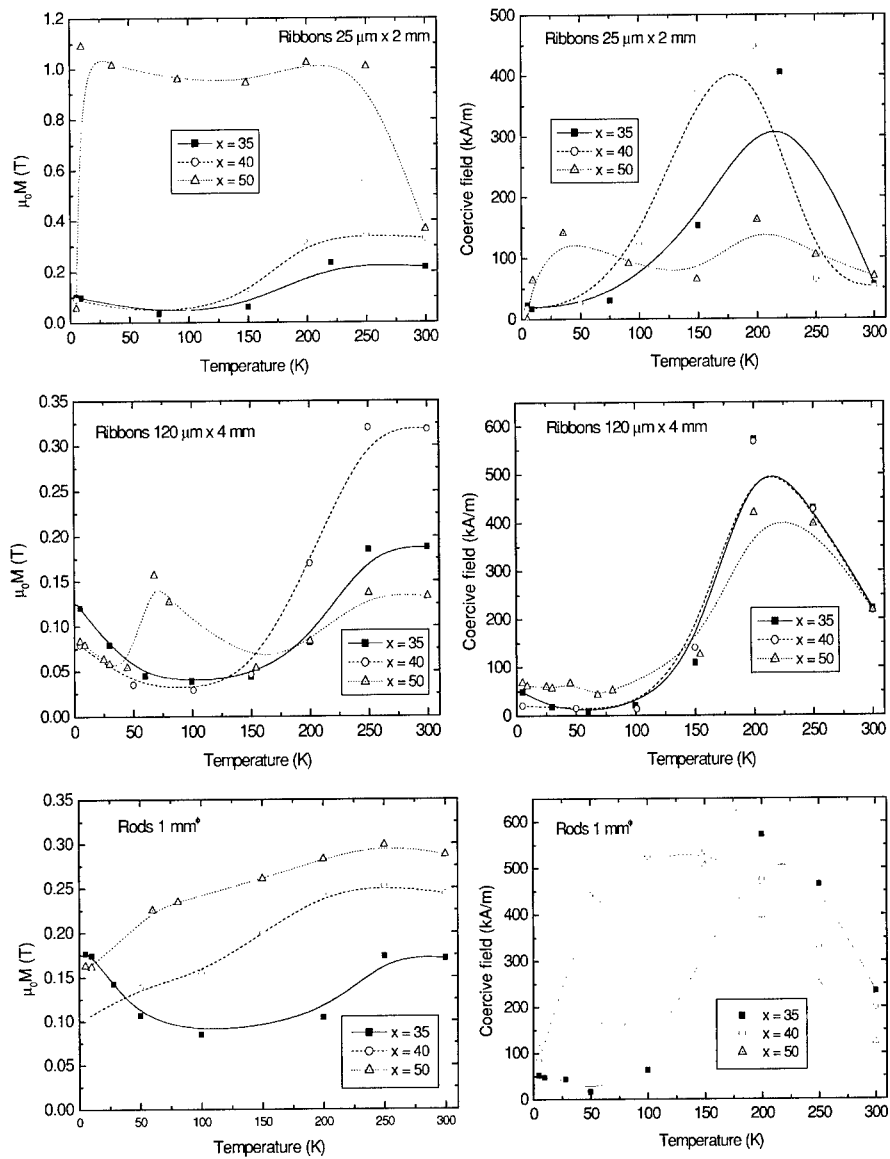 Ribbons 25 μm x 2 mm
1.2
1.0
0.8
0.6
0.4
0.2
0.0
μ₀M (T)
x = 35
x = 40
x = 50
0 50 100 150 200 250 300
Temperature (K)
Ribbons 25 μm x 2 mm
500
400
300
200
100
0
Coercive field (kA/m)
x = 35
x = 40
x = 50
0 50 100 150 200 250 300
Temperature (K)
Ribbons 120 μm x 4 mm
0.35
0.30
0.25
0.20
0.15
0.10
0.05
0.00
μ₀M (T)
x = 35
x = 40
x = 50
0 50 100 150 200 250 300
Temperature (K)
Ribbons 120 μm x 4 mm
600
500
400
300
200
100
0
Coercive field (kA/m)
x = 35
x = 40
x = 50
0 50 100 150 200 250 300
Temperature (K)
Rods 1 mmᶲ
0.35
0.30
0.25
0.20
0.15
0.10
0.05
0.00
μ₀M (T)
x = 35
x = 40
x = 50
50 100 150 200 250 300
Temperature (K)
Rods 1 mmᶲ
600
500
400
300
200
100
0
Coercive field (kA/m)
x = 35
x = 40
x = 50
0 50 100 150 200 250 300
Temperature (K)